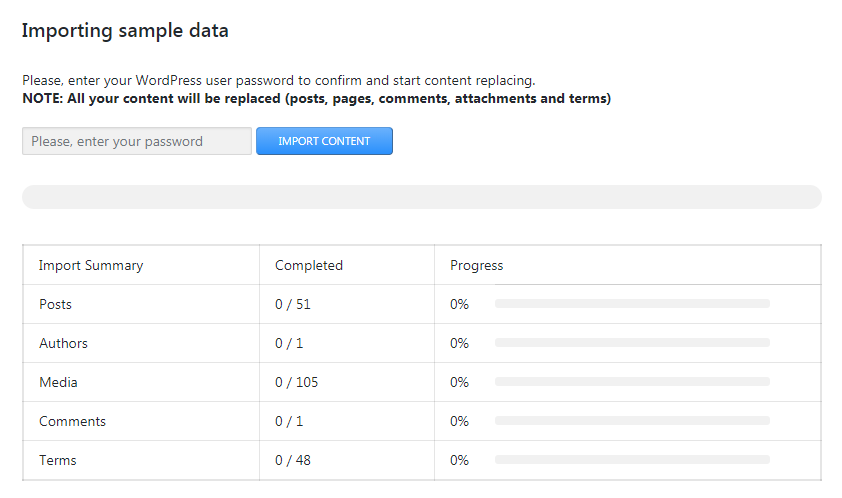 Importing sample data
Please, enter your WordPress user password to confirm and start content replacing.
NOTE: All your content will be replaced (posts, pages, comments, attachments and terms)
Please, enter your password IMPORT CONTENT
Import Summary Completed Progress
Posts 0 / 51 0%
Authors 0 / 1 0%
Media 0 / 105 0%
Comments 0 / 1 0%
Terms 0 / 48 0%